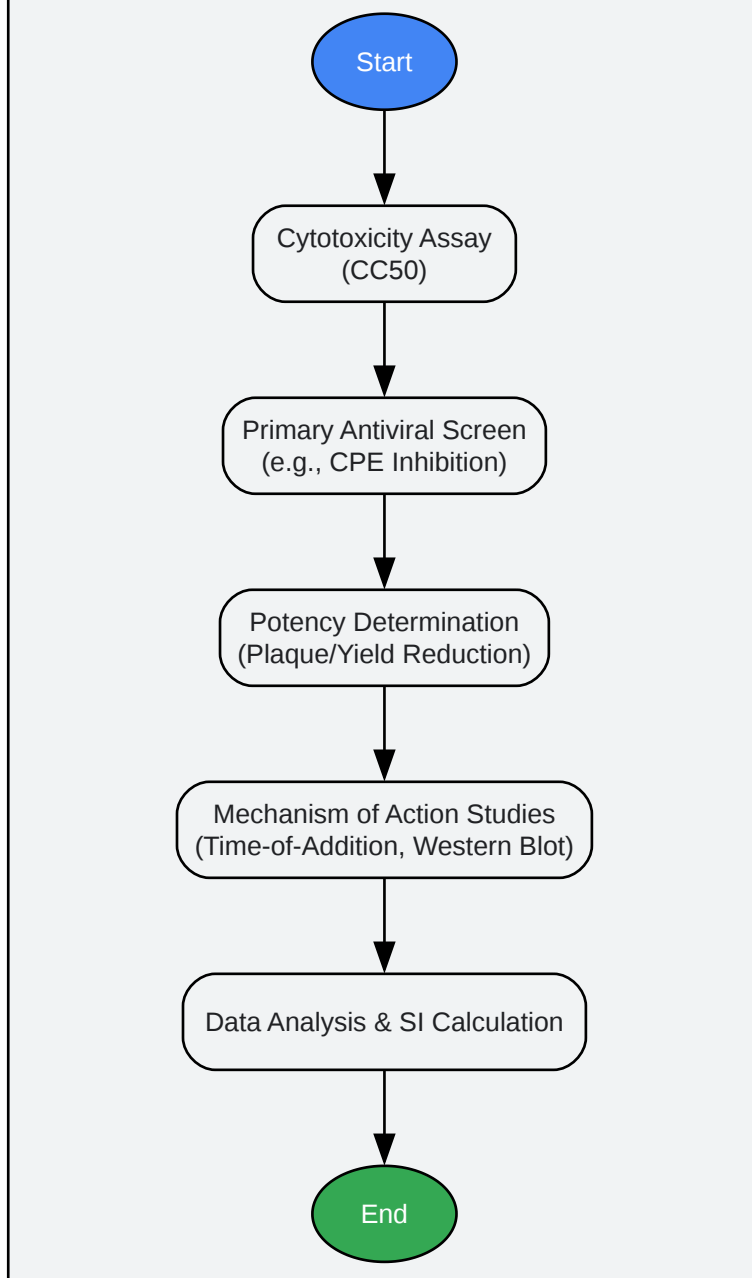 Start
Cytotoxicity Assay
(CC50)
Primary Antiviral Screen
(e.g., CPE Inhibition)
Potency Determination
(Plaque/Yield Reduction)
Mechanism of Action Studies
(Time-of-Addition, Western Blot)
Data Analysis & SI Calculation
End